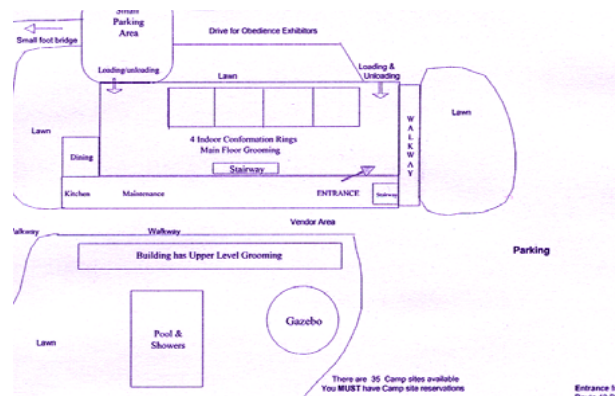 Small
Parking
Area
Small foot bridge
Drive for Obedience Exhibitors
Loading/unloading
Lawn
Loading &
Unloading
WALKWAY
Lawn
Lawn
4 Indoor Conformation Rings
Main Floor Grooming
Dining
Stairway
Kitchen
Maintenance
ENTRANCE
Stairway
Vendor Area
Walkway
Walkway
Building has Upper Level Grooming
Parking
Pool &
Showers
Gazebo
Lawn
There are 35 Camp sites available
You MUST have Camp site reservations
Entrance